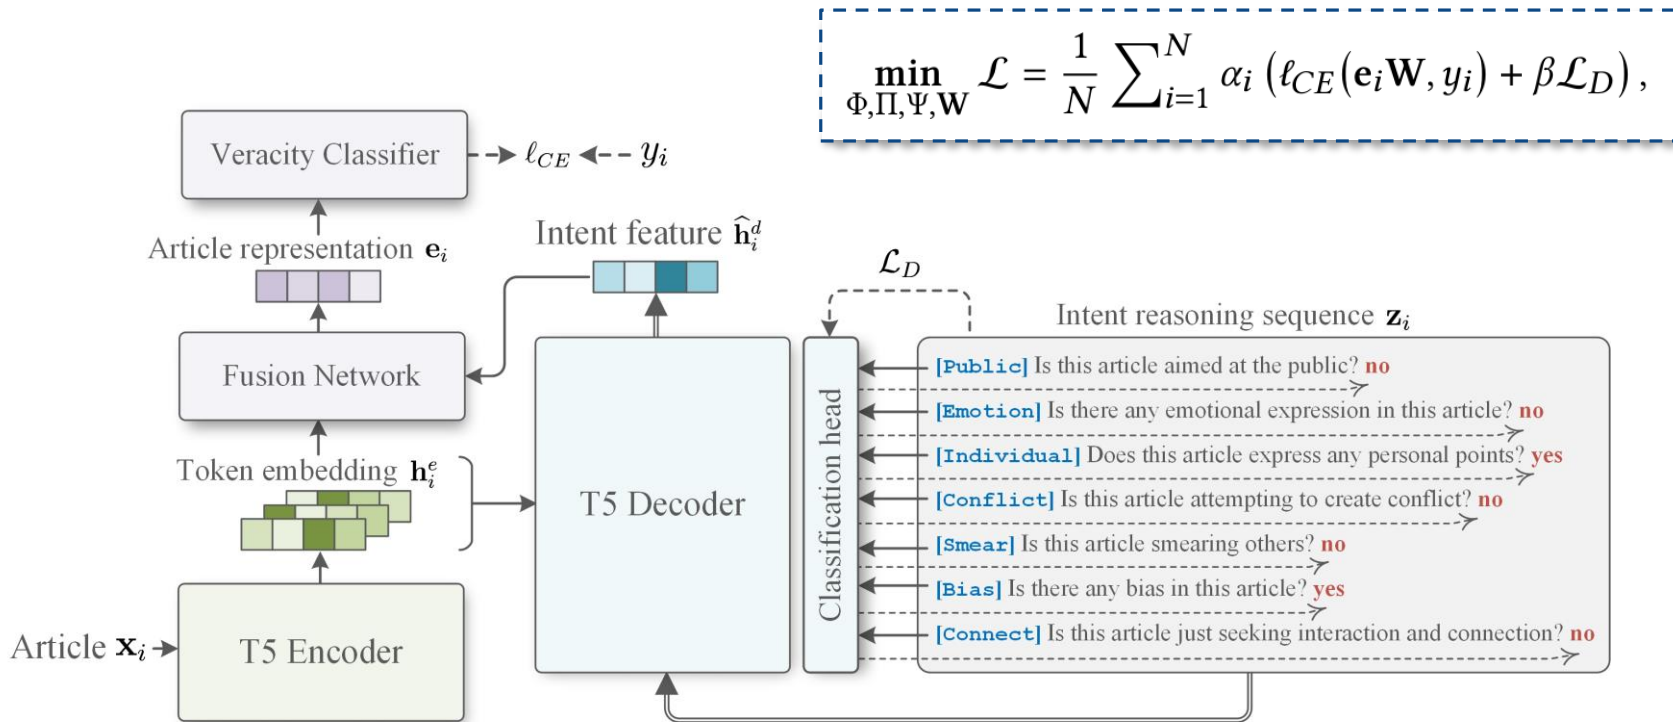 min_{Φ,Π,Ψ,W} ℒ = 1/N ∑_{i=1}^{N} α_i (ℓ_{CE}(e_i W, y_i) + βℒ_D),
Veracity Classifier
ℓ_{CE}
y_i
Article representation e_i
Intent feature ĥ_i^d
ℒ_D
Intent reasoning sequence z_i
Fusion Network
Token embedding h_i^e
T5 Decoder
Classification head
[Public] Is this article aimed at the public? no
[Emotion] Is there any emotional expression in this article? no
[Individual] Does this article express any personal points? yes
[Conflict] Is this article attempting to create conflict? no
[Smear] Is this article smearing others? no
[Bias] Is there any bias in this article? yes
[Connect] Is this article just seeking interaction and connection? no
Article x_i
T5 Encoder